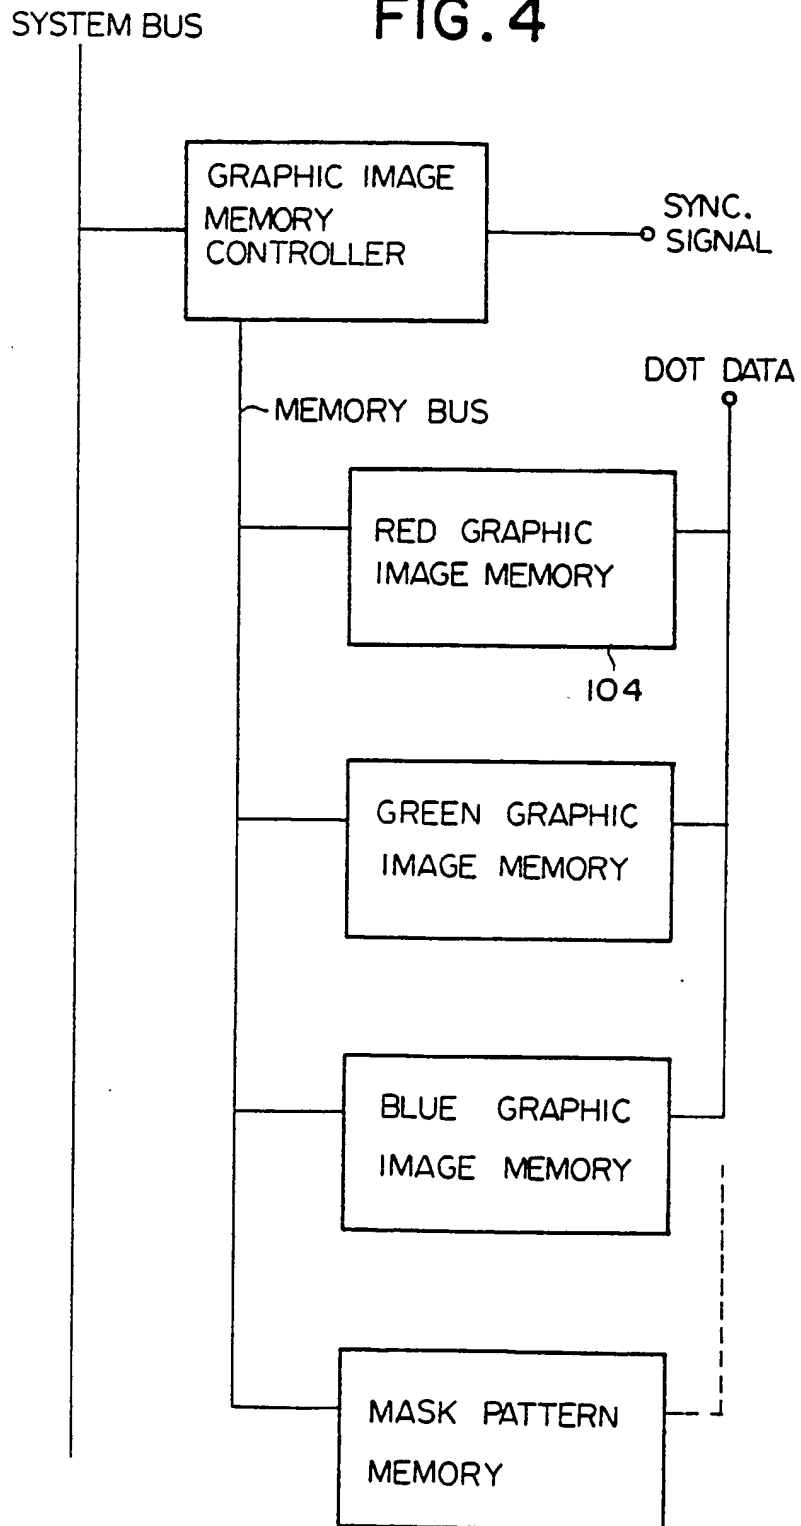 SYSTEM BUS
FIG. 4
GRAPHIC IMAGE
MEMORY
CONTROLLER
SYNC.
SIGNAL
DOT DATA
MEMORY BUS
RED GRAPHIC
IMAGE MEMORY
104
GREEN GRAPHIC
IMAGE MEMORY
BLUE GRAPHIC
IMAGE MEMORY
MASK PATTERN
MEMORY